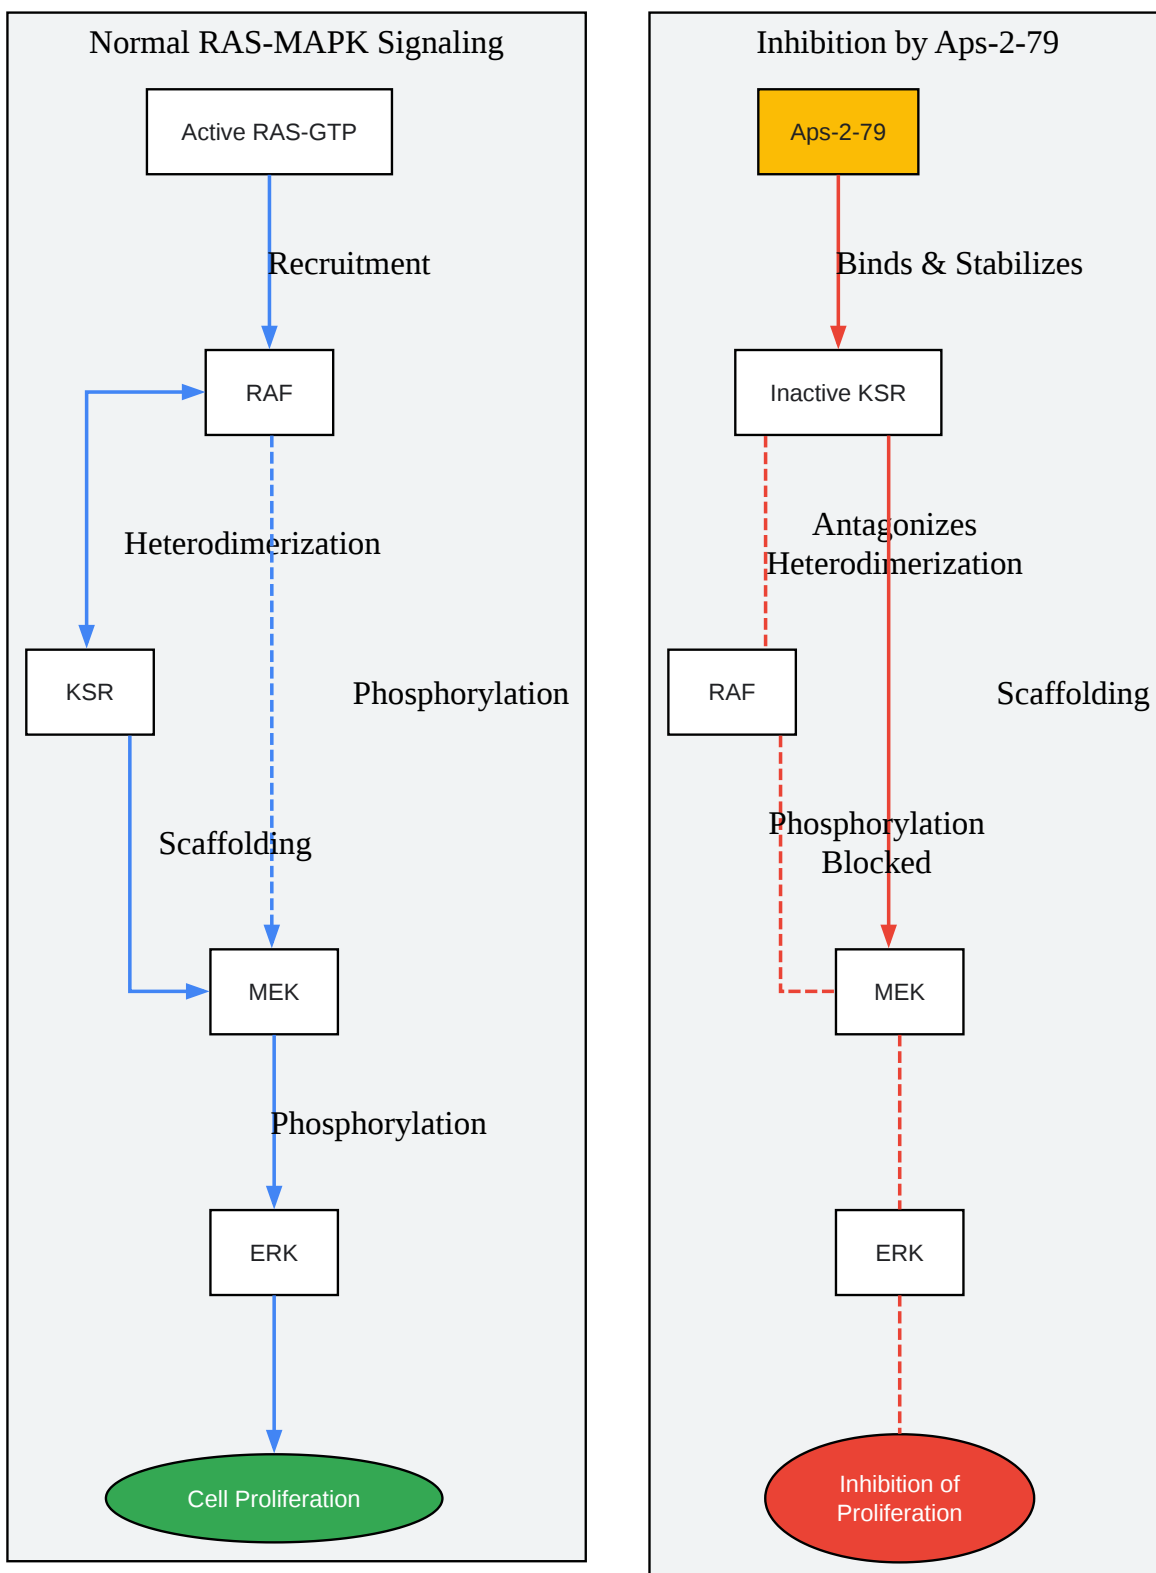 Normal RAS-MAPK Signaling
Active RAS-GTP
Recruitment
RAF
Heterodimerization
KSR
Phosphorylation
Scaffolding
MEK
Phosphorylation
ERK
Cell Proliferation
Inhibition by Aps-2-79
Aps-2-79
Binds & Stabilizes
Inactive KSR
Antagonizes
Heterodimerization
RAF
Scaffolding
Phosphorylation
Blocked
MEK
ERK
Inhibition of
Proliferation